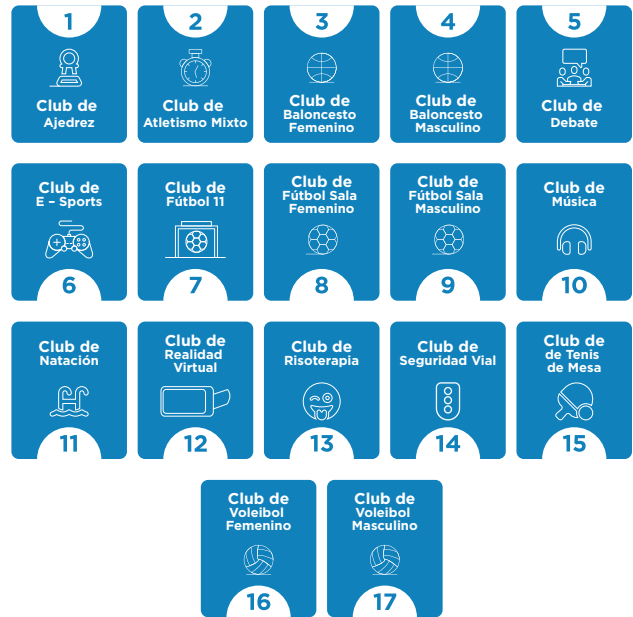 1
Club de
Ajedrez
2
Club de
Atletismo Mixto
3
Club de
Baloncesto
Femenino
4
Club de
Baloncesto
Masculino
5
Club de
Debate
Club de
E – Sports
6
Club de
Fútbol 11
7
Club de
Fútbol Sala
Femenino
8
Club de
Fútbol Sala
Masculino
9
Club de
Música
10
Club de
Natación
11
Club de
Realidad
Virtual
12
Club de
Risoterapia
13
Club de
Seguridad Vial
14
Club de
de Tenis
de Mesa
15
Club de
Voleibol
Femenino
16
Club de
Voleibol
Masculino
17